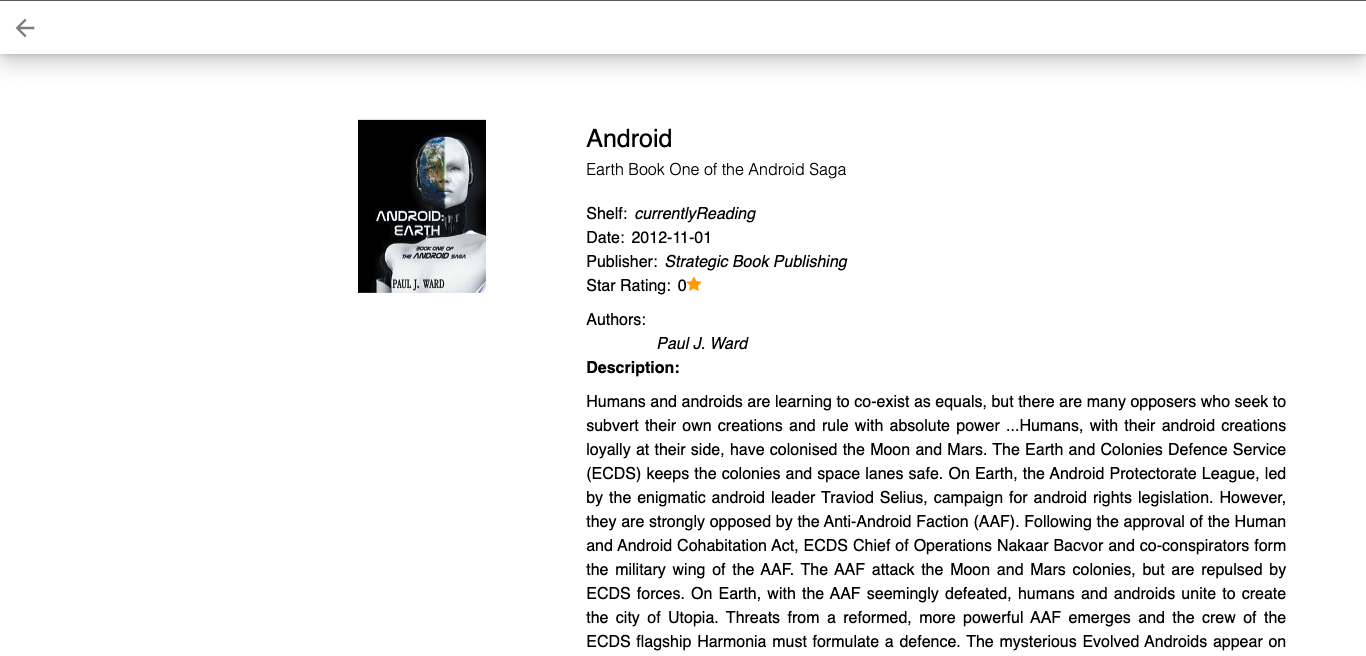 ANDROID:
EARTH
BOOK ONE OF
THE ANDROID SAGA
PAUL J. WARD
Android
Earth Book One of the Android Saga
Shelf: currentlyReading
Date: 2012-11-01
Publisher: Strategic Book Publishing
Star Rating: 0
Authors:
Paul J. Ward
Description:
Humans and androids are learning to co-exist as equals, but there are many opposers who seek to
subvert their own creations and rule with absolute power ...Humans, with their android creations
loyally at their side, have colonised the Moon and Mars. The Earth and Colonies Defence Service
(ECDS) keeps the colonies and space lanes safe. On Earth, the Android Protectorate League, led
by the enigmatic android leader Traviod Selius, campaign for android rights legislation. However,
they are strongly opposed by the Anti-Android Faction (AAF). Following the approval of the Human
and Android Cohabitation Act, ECDS Chief of Operations Nakaar Bacvor and co-conspirators form
the military wing of the AAF. The AAF attack the Moon and Mars colonies, but are repulsed by
ECDS forces. On Earth, with the AAF seemingly defeated, humans and androids unite to create
the city of Utopia. Threats from a reformed, more powerful AAF emerges and the crew of the
ECDS flagship Harmonia must formulate a defence. The mysterious Evolved Androids appear on